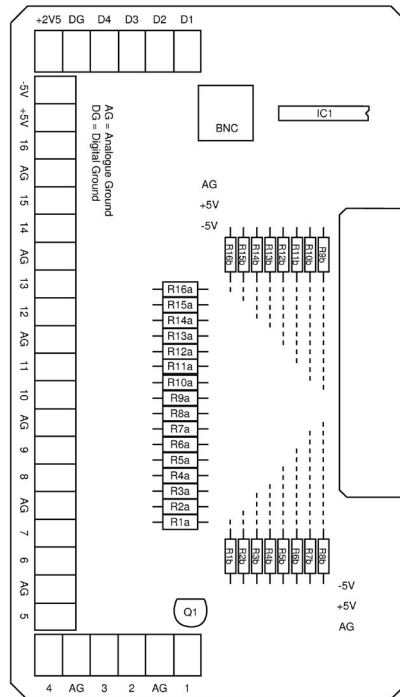 +2V5 DG D4 D3 D2 D1
-5V
+5V
16
AG
15
14
AG
13
12
AG
11
10
AG
9
8
AG
7
6
AG
5
AG = Analogue Ground
DG = Digital Ground
BNC
IC1
AG
+5V
-5V
R16b R15b R14b R13b R12b R11b R10b R9b
R16a
R15a
R14a
R13a
R12a
R11a
R10a
R9a
R8a
R7a
R6a
R5a
R4a
R3a
R2a
R1a
R1b R2b R3b R4b R5b R6b R7b R8b
-5V
+5V
AG
Q1
4 AG 3 2 AG 1